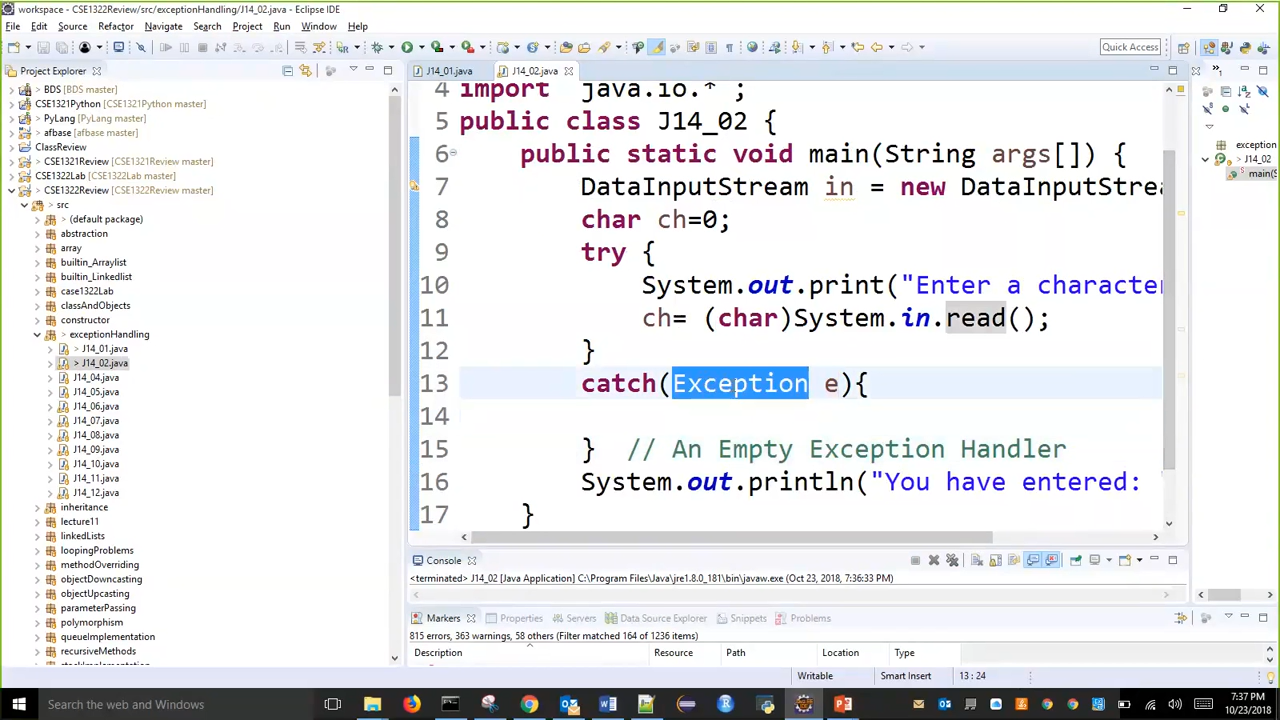 workspace - CSE1322Review/src/exceptionHandling/J14_02.java - Eclipse IDE
File Edit Source Refactor Navigate Search Project Run Window Help
Quick Access
Project Explorer
J14_01.java J14_02.java
> BDS [BDS master]
> CSE1321Python [CSE1321Python master]
> PyLang [PyLang master]
> afbase [afbase master]
ClassReview
> CSE1321Review [CSE1321Review master]
> CSE1322Lab [CSE1322Lab master]
> CSE1322Review [CSE1322Review master]
> src
> (default package)
abstraction
array
builtin_Arraylist
builtin_Linkedlist
case1322Lab
classAndObjects
constructor
> exceptionHandling
> J14_01.java
> J14_02.java
J14_04.java
J14_05.java
J14_06.java
J14_07.java
J14_08.java
J14_09.java
J14_10.java
J14_11.java
J14_12.java
inheritance
lecture11
linkedLists
loopingProblems
methodOverriding
objectDowncasting
objectUpcasting
parameterPassing
polymorphism
queueImplementation
recursiveMethods
4 import java.io.* ;
5 public class J14_02 {
6 public static void main(String args[]) {
7 DataInputStream in = new DataInputStrea
8 char ch=0;
9 try {
10 System.out.print("Enter a character
11 ch= (char)System.in.read();
12 }
13 catch(Exception e){
14
15 } // An Empty Exception Handler
16 System.out.println("You have entered: "
17 }
exception
> J14_02
main(S
Console
<terminated> J14_02 [Java Application] C:\Program Files\Java\jre1.8.0_181\bin\javaw.exe (Oct 23, 2018, 7:36:33 PM)
Markers Properties Servers Data Source Explorer Snippets Problems
815 errors, 363 warnings, 58 others (Filter matched 164 of 1236 items)
Description Resource Path Location Type
Writable Smart Insert 13 : 24
Type here to search the web and Windows
7:37 PM
10/23/2018